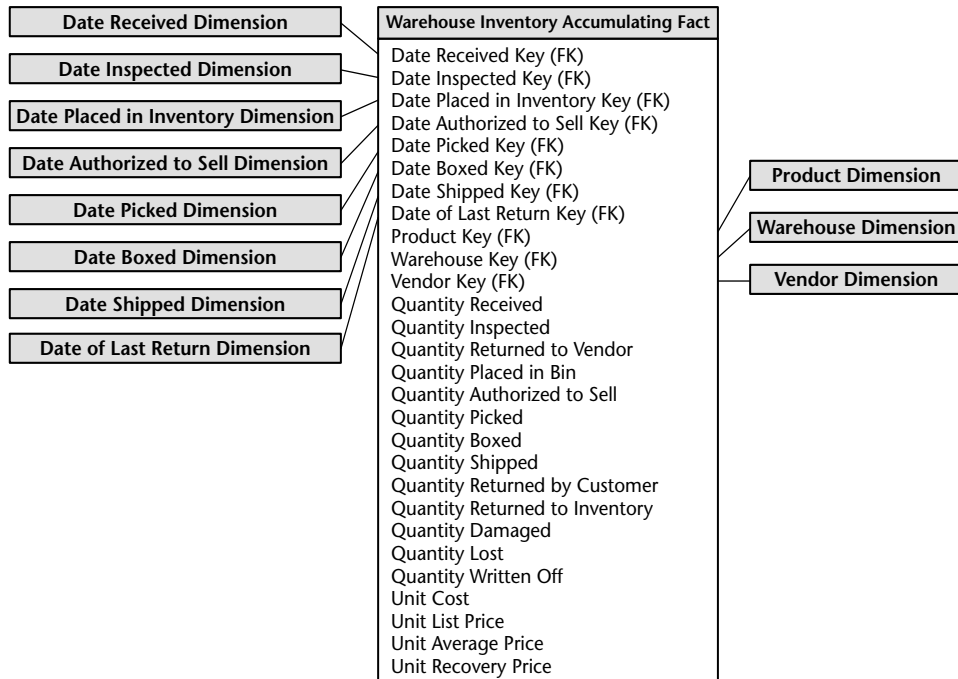 Date Received Dimension
Date Inspected Dimension
Date Placed in Inventory Dimension
Date Authorized to Sell Dimension
Date Picked Dimension
Date Boxed Dimension
Date Shipped Dimension
Date of Last Return Dimension
Warehouse Inventory Accumulating Fact
Date Received Key (FK)
Date Inspected Key (FK)
Date Placed in Inventory Key (FK)
Date Authorized to Sell Key (FK)
Date Picked Key (FK)
Date Boxed Key (FK)
Date Shipped Key (FK)
Date of Last Return Key (FK)
Product Key (FK)
Warehouse Key (FK)
Vendor Key (FK)
Quantity Received
Quantity Inspected
Quantity Returned to Vendor
Quantity Placed in Bin
Quantity Authorized to Sell
Quantity Picked
Quantity Boxed
Quantity Shipped
Quantity Returned by Customer
Quantity Returned to Inventory
Quantity Damaged
Quantity Lost
Quantity Written Off
Unit Cost
Unit List Price
Unit Average Price
Unit Recovery Price
Product Dimension
Warehouse Dimension
Vendor Dimension